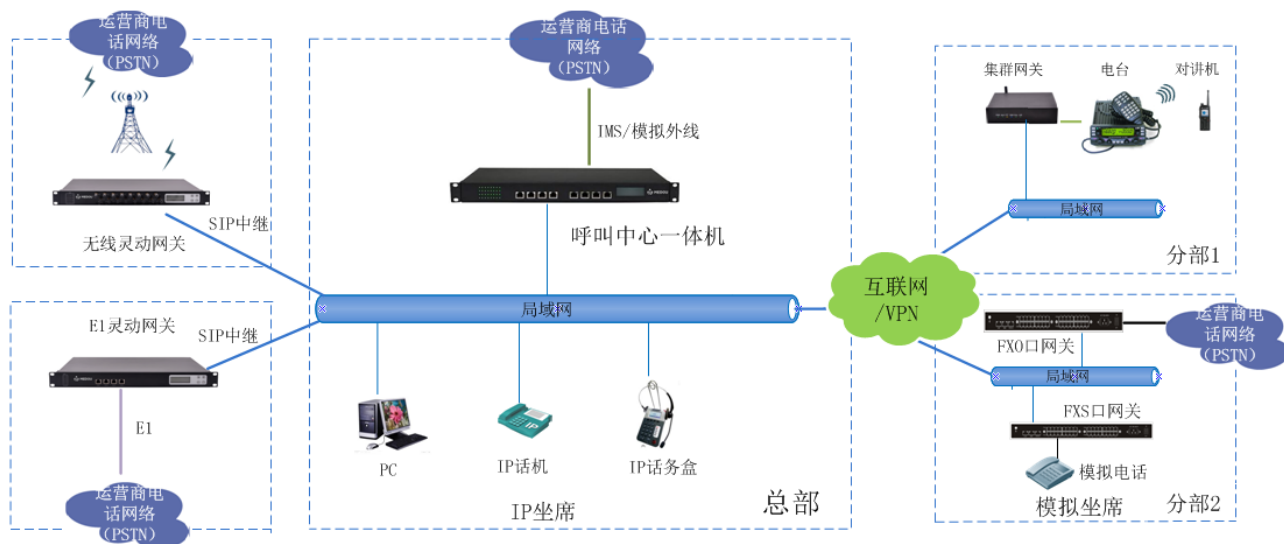 运营商电
话网络
（PSTN）
SIP中继
无线灵动网关
E1灵动网关
SIP中继
E1
运营商电
话网络
（PSTN）
运营商电话
网络
（PSTN）
IMS/模拟外线
呼叫中心一体机
局域网
PC
IP话机
IP话务盒
IP坐席
总部
互联网
/VPN
集群网关
电台
对讲机
局域网
分部1
FXO口网关
运营商电
话网络
（PSTN）
局域网
FXS口网关
模拟电话
模拟坐席
分部2